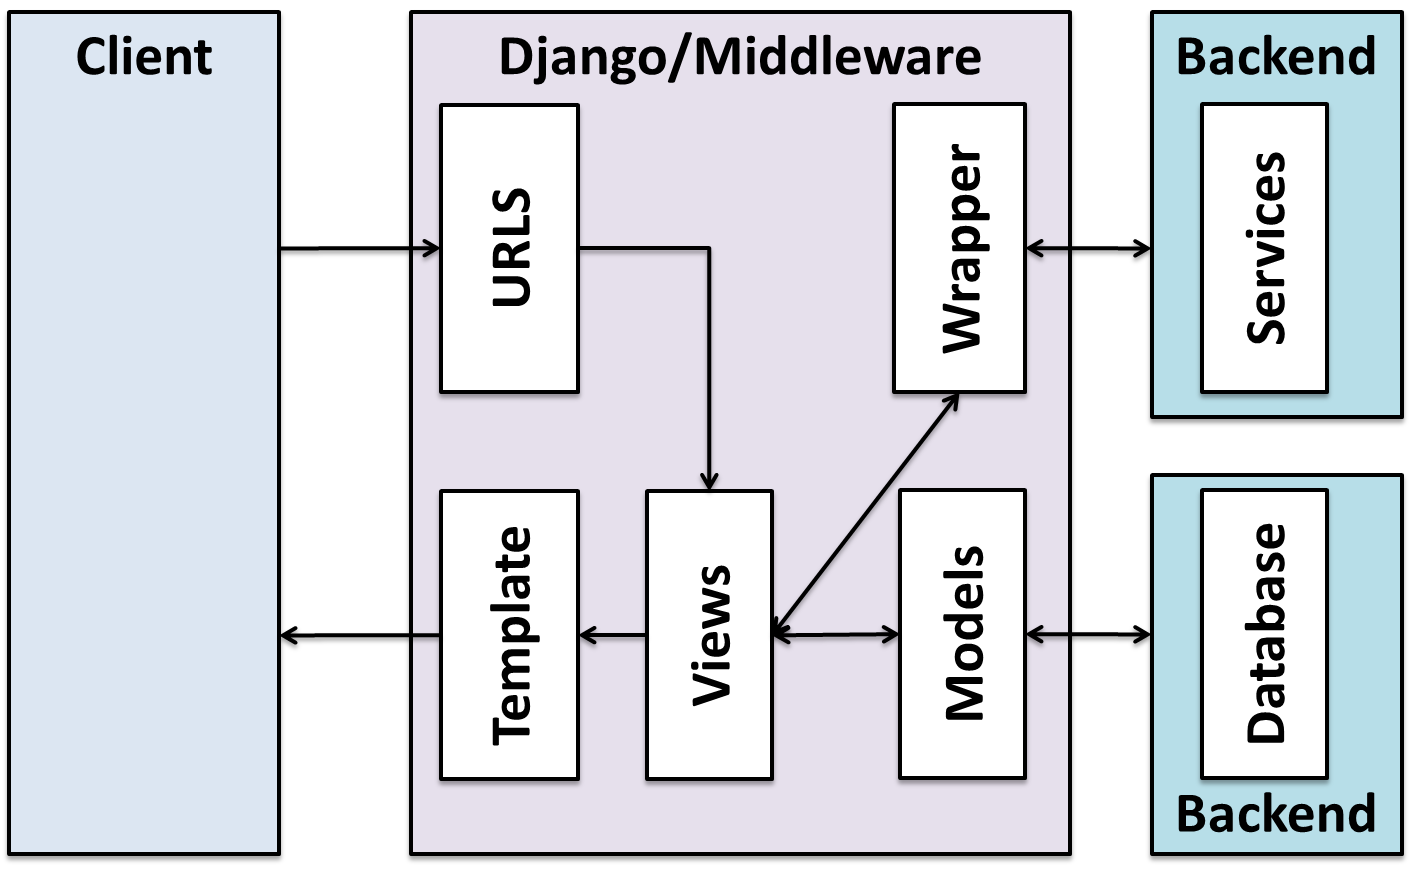 Client
Django/Middleware
Backend
URLS
Wrapper
Services
Template
Views
Models
Database
Backend